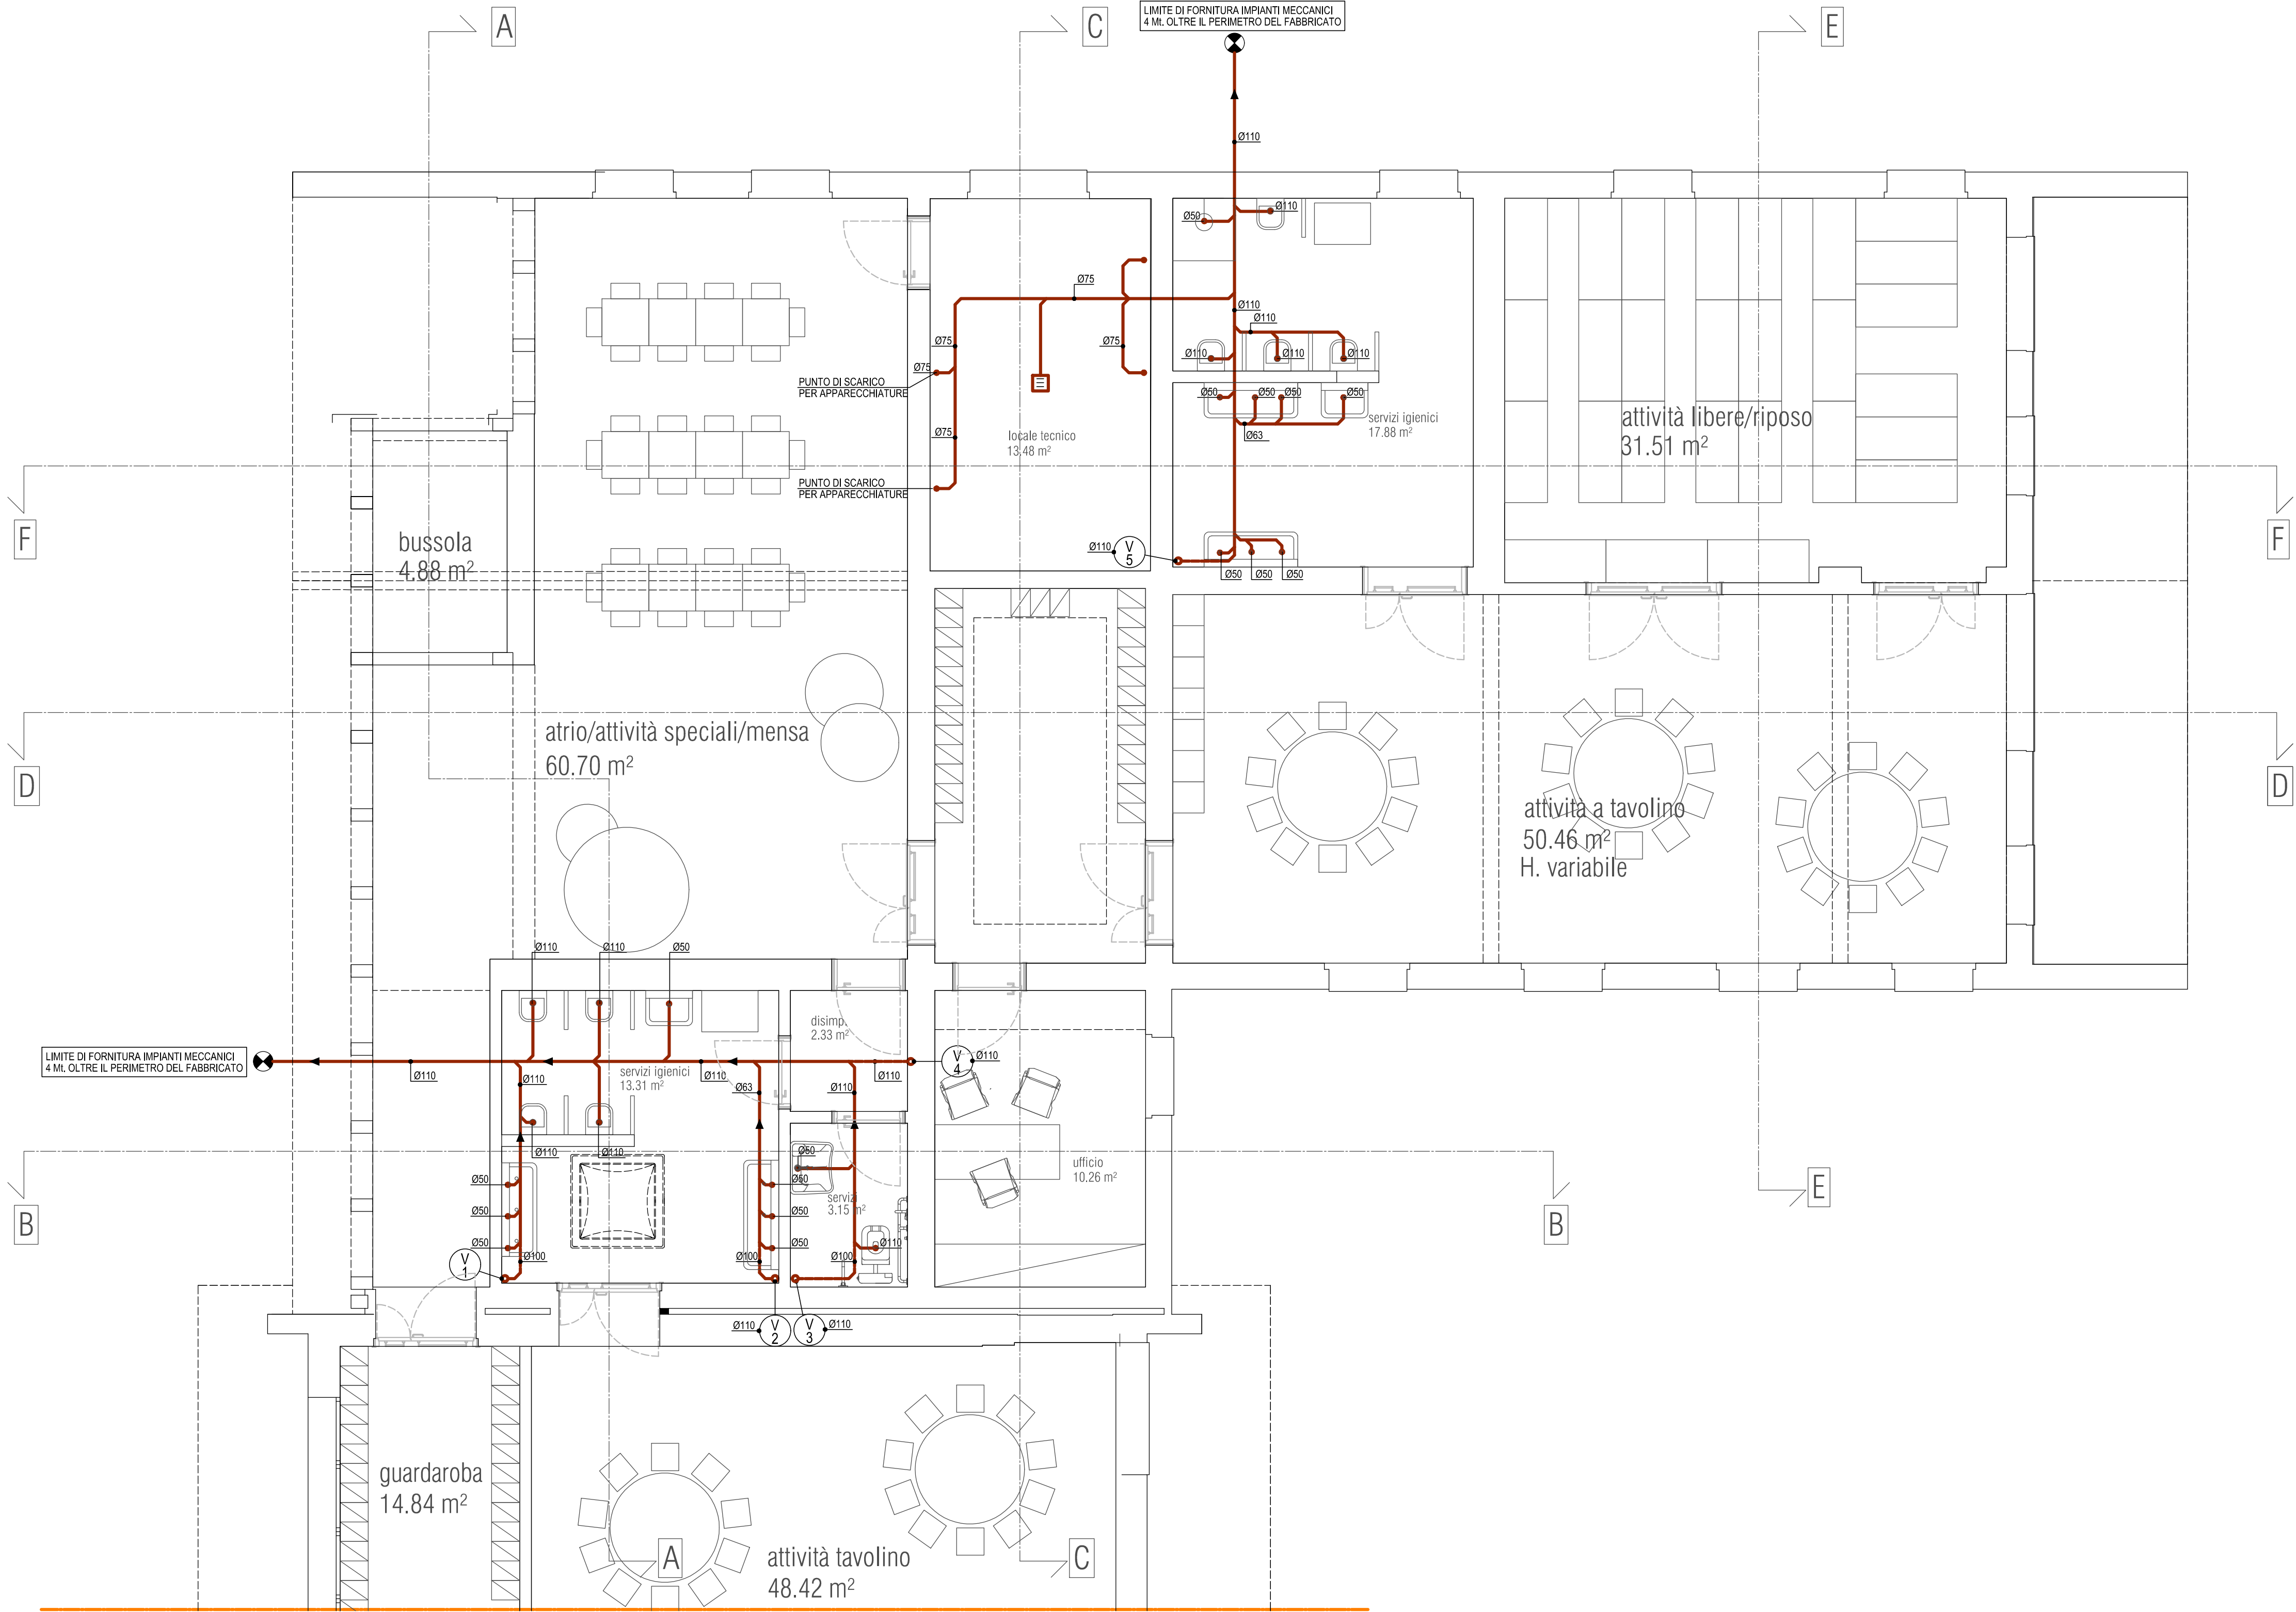 A
C
LIMITE DI FORNITURA IMPIANTI MECCANICI
4 Mt. OLTRE IL PERIMETRO DEL FABBRICATO
E
Ø110
Ø50
Ø110
Ø75
Ø110
Ø110
Ø75
Ø75
Ø110
Ø110
Ø110
Ø75
PUNTO DI SCARICO
PER APPARECCHIATURE
Ø50
Ø50
Ø50
Ø50
servizi igienici
17.88 m²
Ø63
attività libere/riposo
31.51 m²
Ø75
locale tecnico
13.48 m²
PUNTO DI SCARICO
PER APPARECCHIATURE
F
F
bussola
4.88 m²
Ø110
V
5
Ø50
Ø50
Ø50
atrio/attività speciali/mensa
60.70 m²
D
D
attività a tavolino
50.46 m²
H. variabile
Ø110
Ø110
Ø50
disimp.
2.33 m²
LIMITE DI FORNITURA IMPIANTI MECCANICI
4 Mt. OLTRE IL PERIMETRO DEL FABBRICATO
Ø110
Ø110
servizi igienici
13.31 m²
Ø110
Ø63
Ø110
Ø110
V
4
Ø110
Ø110
Ø110
Ø50
Ø50
Ø50
servizi
3.15 m²
ufficio
10.26 m²
E
Ø50
Ø50
B
B
Ø50
Ø100
Ø50
Ø100
Ø100
Ø110
V
1
Ø110
V
2
V
3
Ø110
guardaroba
14.84 m²
A
attività tavolino
48.42 m²
C